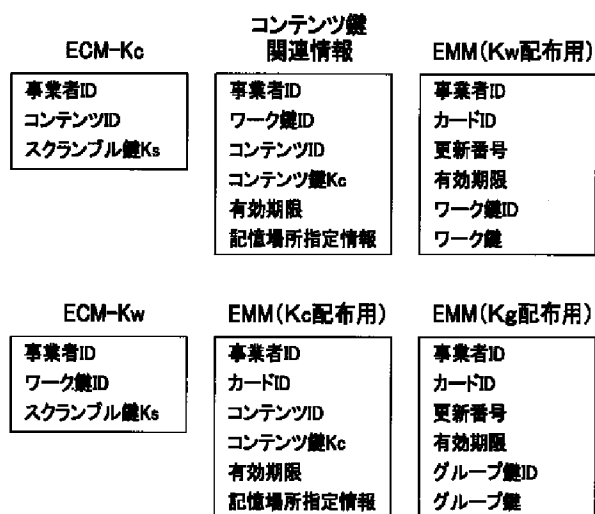 ECM-Kc
事業者ID
コンテンツID
スクランブル鍵Ks
コンテンツ鍵
関連情報
事業者ID
ワーク鍵ID
コンテンツID
コンテンツ鍵Kc
有効期限
記憶場所指定情報
EMM(Kw配布用)
事業者ID
カードID
更新番号
有効期限
ワーク鍵ID
ワーク鍵
ECM-Kw
事業者ID
ワーク鍵ID
スクランブル鍵Ks
EMM(Kc配布用)
事業者ID
カードID
コンテンツID
コンテンツ鍵Kc
有効期限
記憶場所指定情報
EMM(Kg配布用)
事業者ID
カードID
更新番号
有効期限
グループ鍵ID
グループ鍵